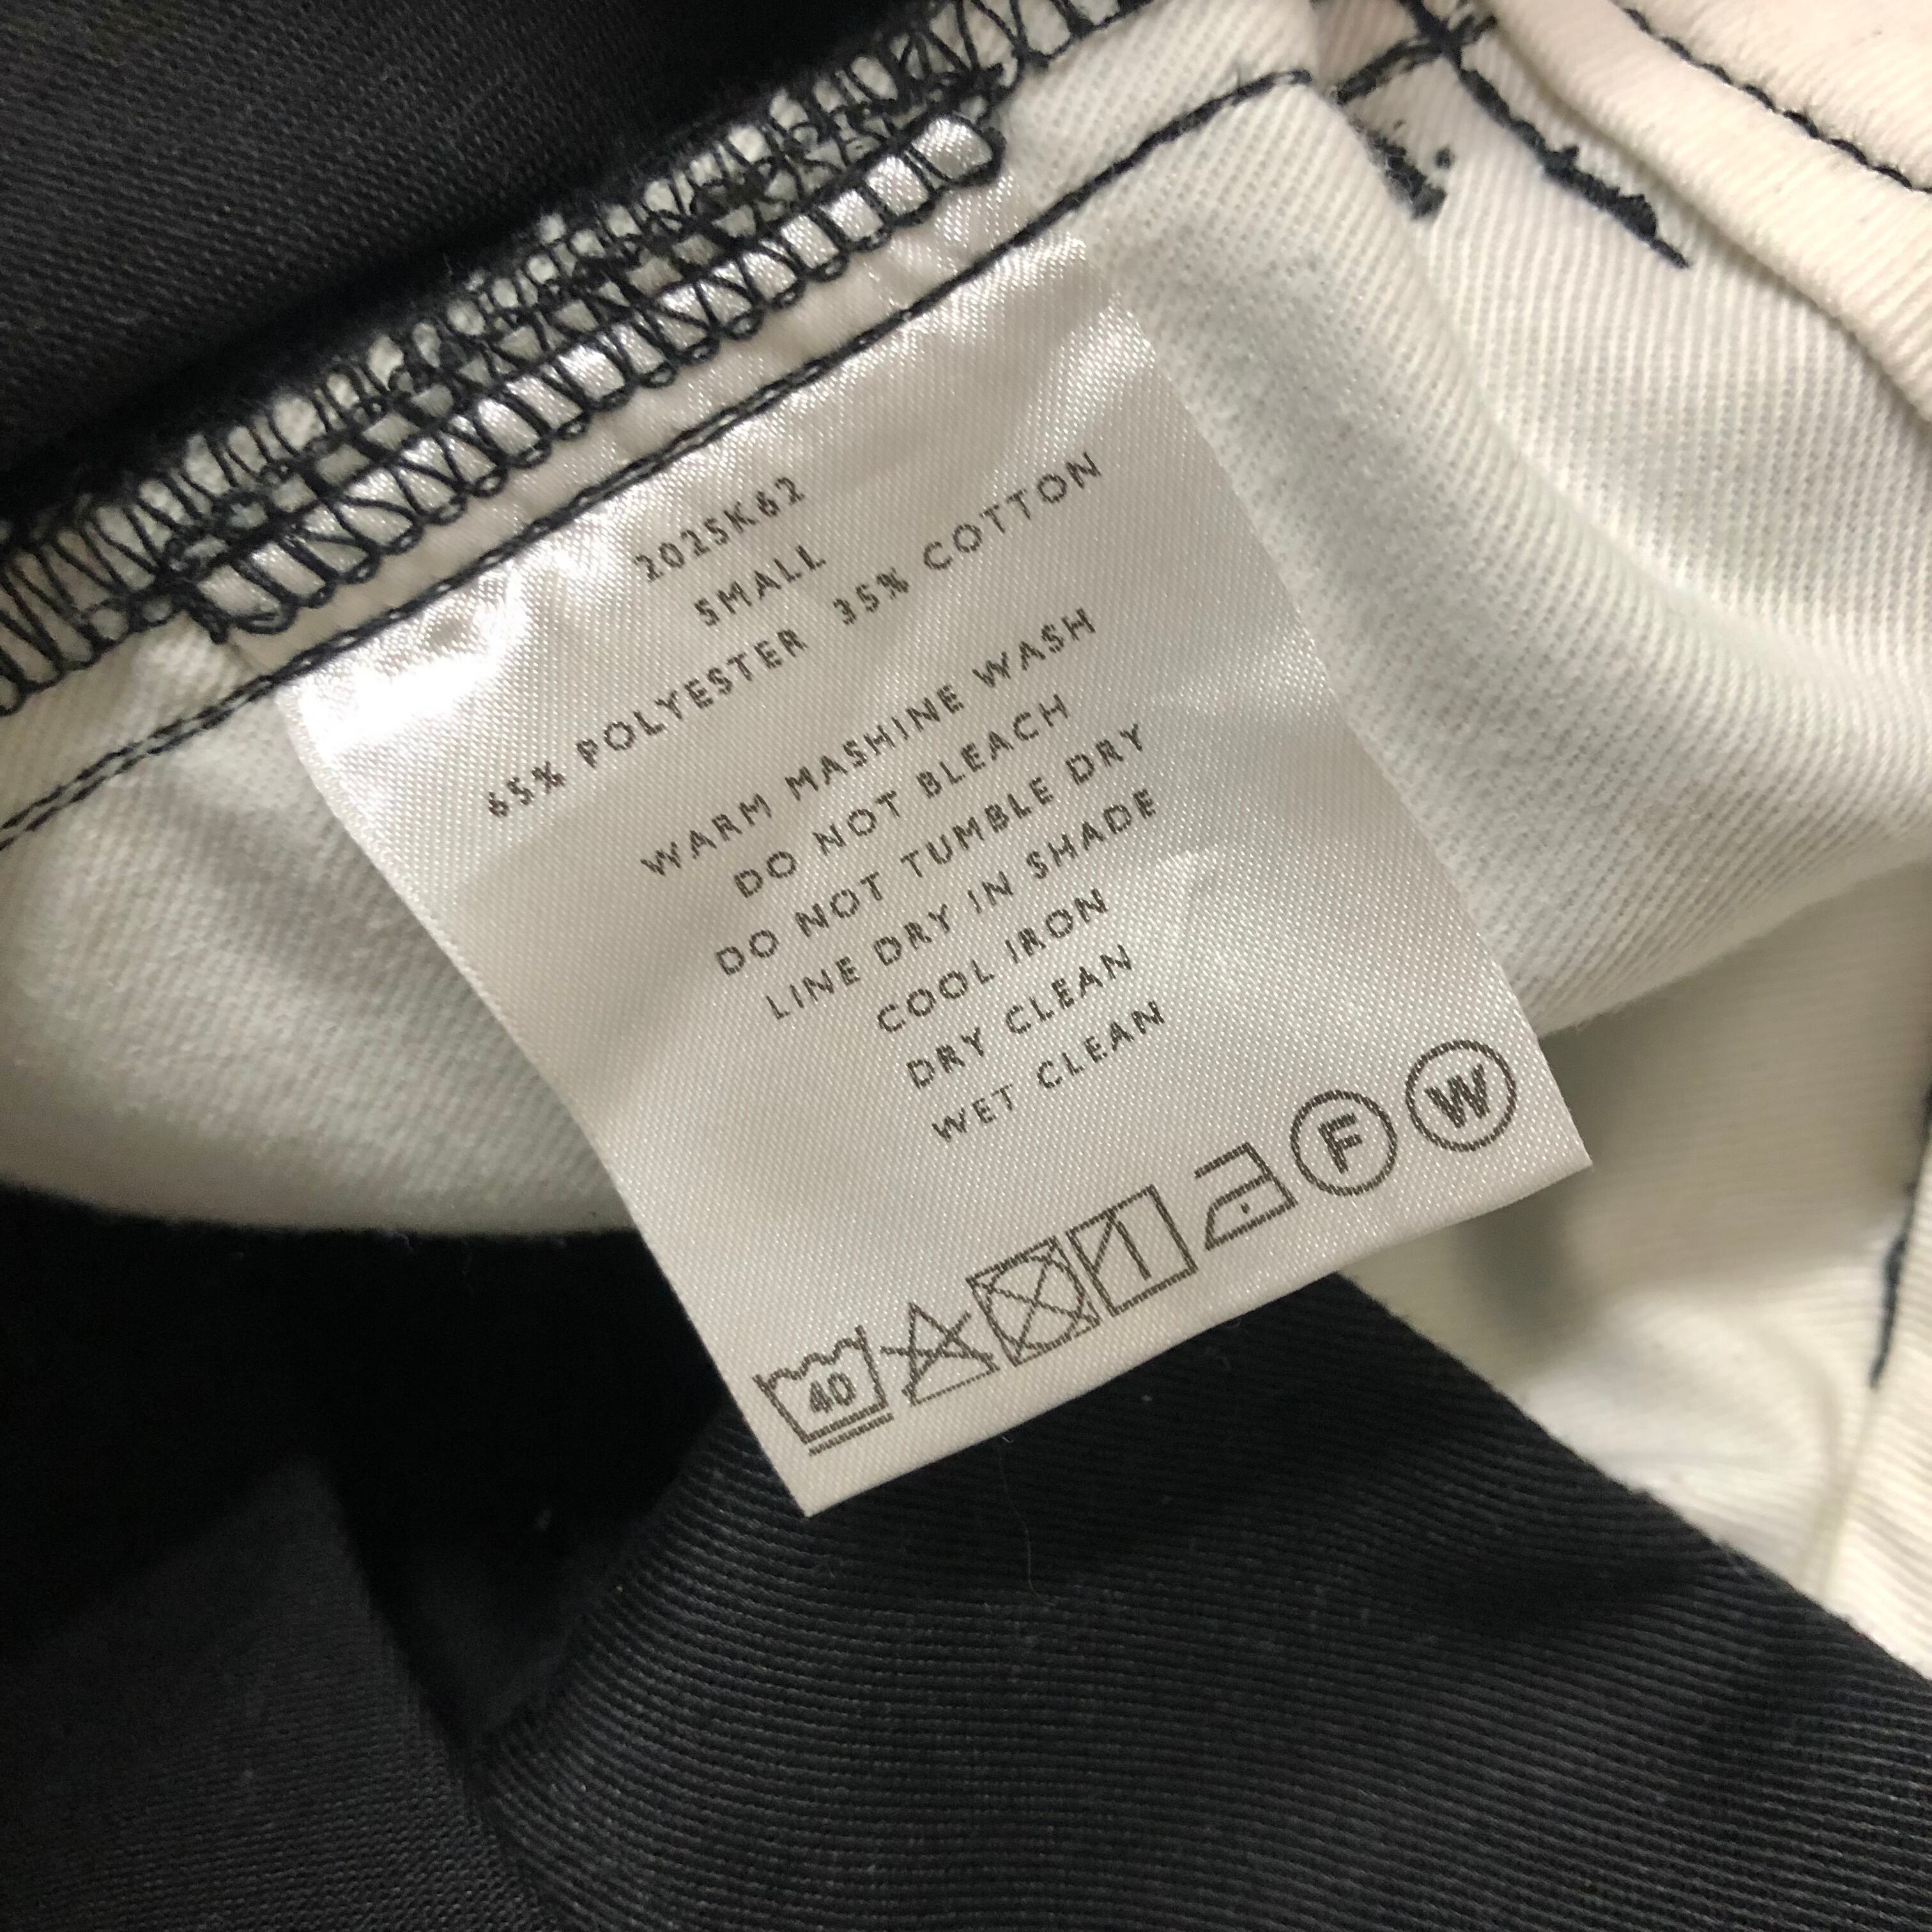 202SK62
SMALL
65% POLYESTER 35% COTTON
WARM MASHINE WASH
DO NOT BLEACH
DO NOT TUMBLE DRY
LINE DRY IN SHADE
COOL IRON
DRY CLEAN
WET CLEAN
40 F W